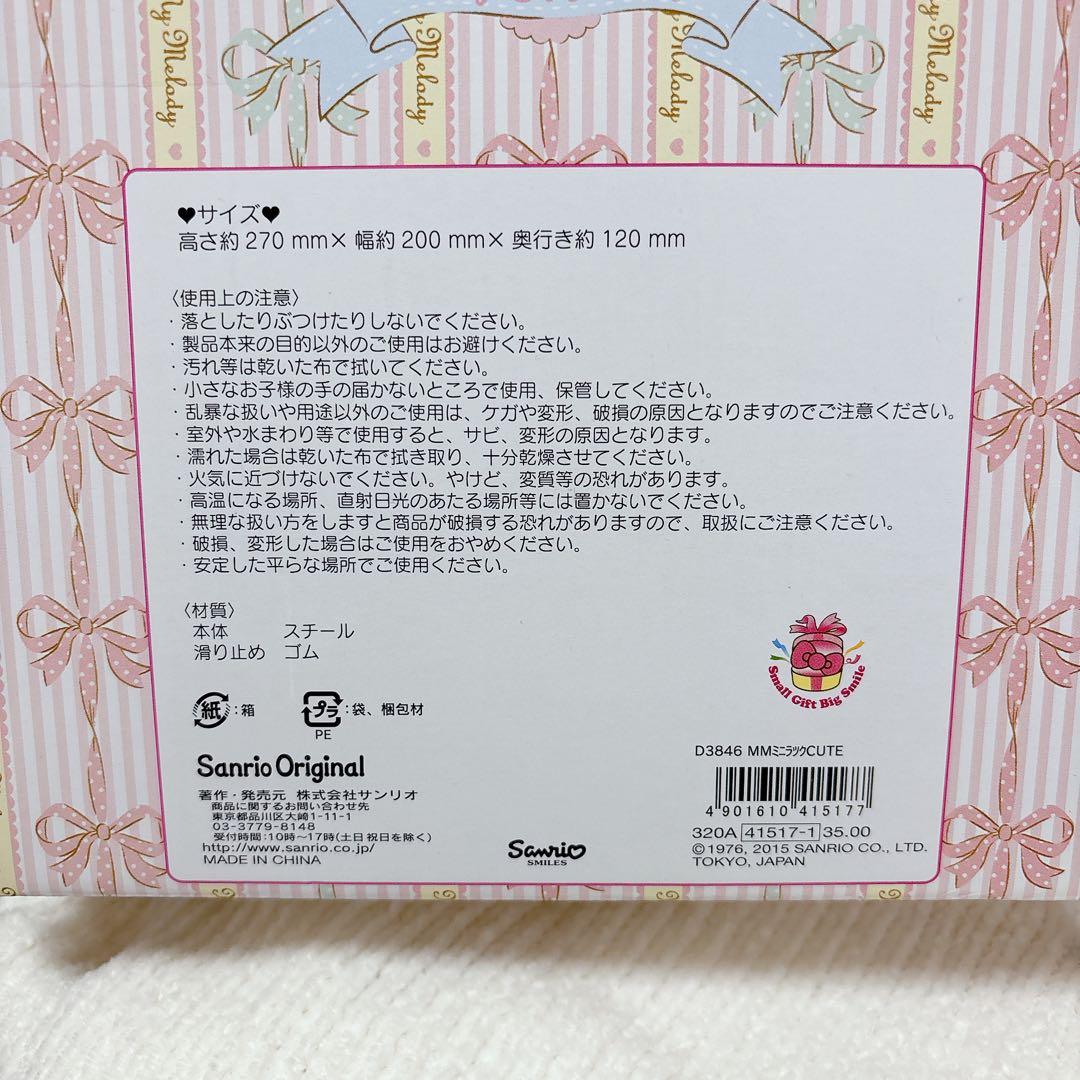 My Melody
My Melody
My Melody
My Melody
♥サイズ♥
高さ約 270 mm× 幅約 200 mm× 奥行き約 120 mm
〈使用上の注意〉
・落としたりぶつけたりしないでください。
・製品本来の目的以外のご使用はお避けください。
・汚れ等は乾いた布で拭いてください。
・小さなお子様の手の届かないところで使用、保管してください。
・乱暴な扱いや用途以外のご使用は、ケガや変形、破損の原因となりますのでご注意ください。
・室外や水まわり等で使用すると、サビ、変形の原因となります。
・濡れた場合は乾いた布で拭き取り、十分乾燥させてください。
・火気に近づけないでください。やけど、変質等の恐れがあります。
・高温になる場所、直射日光のあたる場所等には置かないでください。
・無理な扱い方をしますと商品が破損する恐れがありますので、取扱にご注意ください。
・破損、変形した場合はご使用をおやめください。
・安定した平らな場所でご使用ください。
〈材質〉
本体 スチール
滑り止め ゴム
紙:箱 プラ:袋、梱包材
PE
Small Gift Big Smile
Sanrio Original
著作・発売元 株式会社サンリオ
商品に関するお問い合わせ先
東京都品川区大崎1-11-1
03-3779-8148
受付時間:10時〜17時(土日祝日を除く)
http://www.sanrio.co.jp/
MADE IN CHINA
Sanrio
SMILES
D3846 MMミニラックCUTE
4 901610 415177
320A 41517-1 35.00
©1976, 2015 SANRIO CO., LTD.
TOKYO, JAPAN